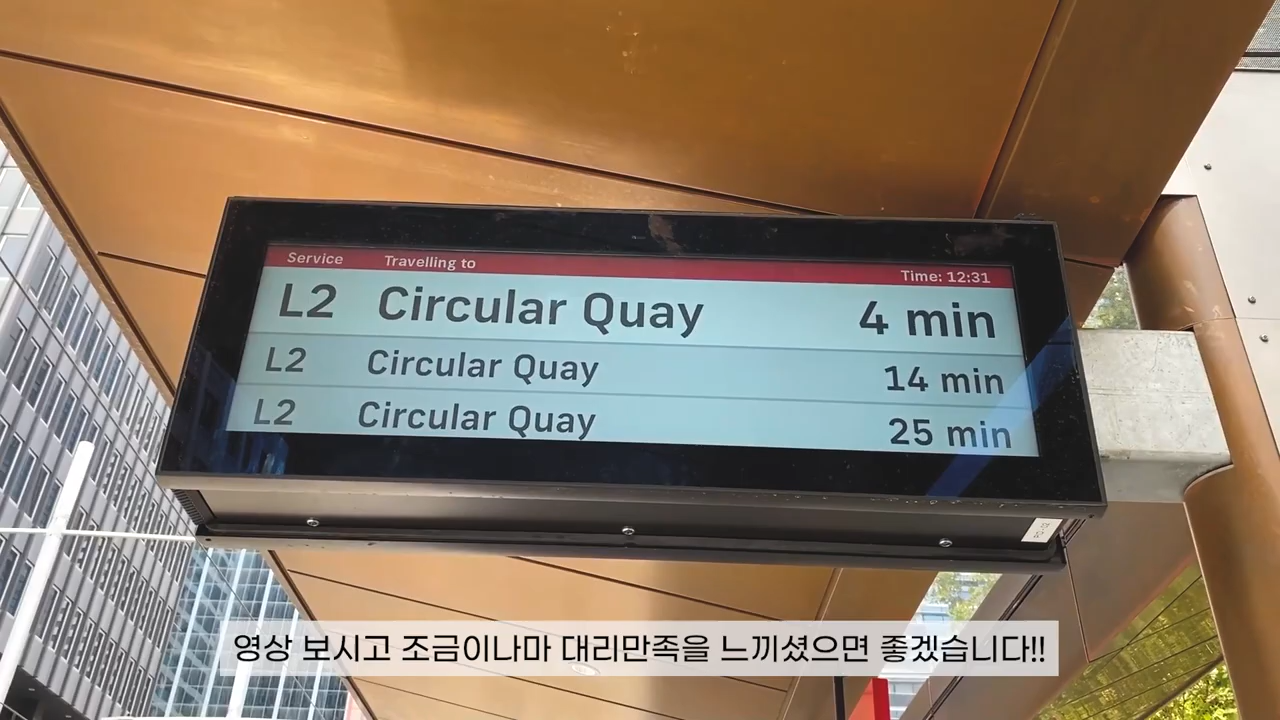 Service Travelling to Time: 12:31
L2 Circular Quay 4 min
L2 Circular Quay 14 min
L2 Circular Quay 25 min
영상 보시고 조금이나마 대리만족을 느끼셨으면 좋겠습니다!!